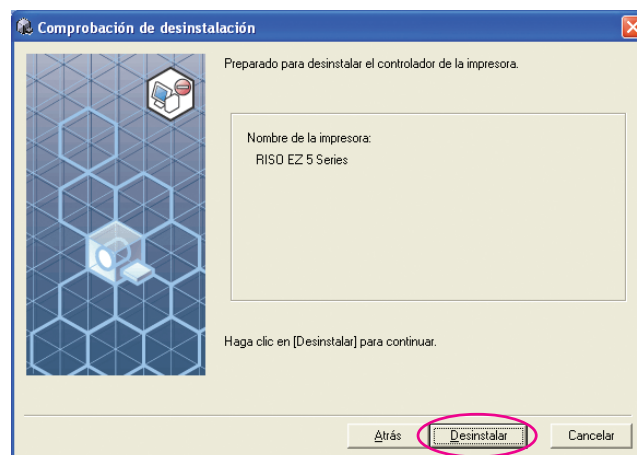 Comprobación de desinstalación
Preparado para desinstalar el controlador de la impresora.
Nombre de la impresora:
RISO EZ 5 Series
Haga clic en [Desinstalar] para continuar.
Atrás
Desinstalar
Cancelar